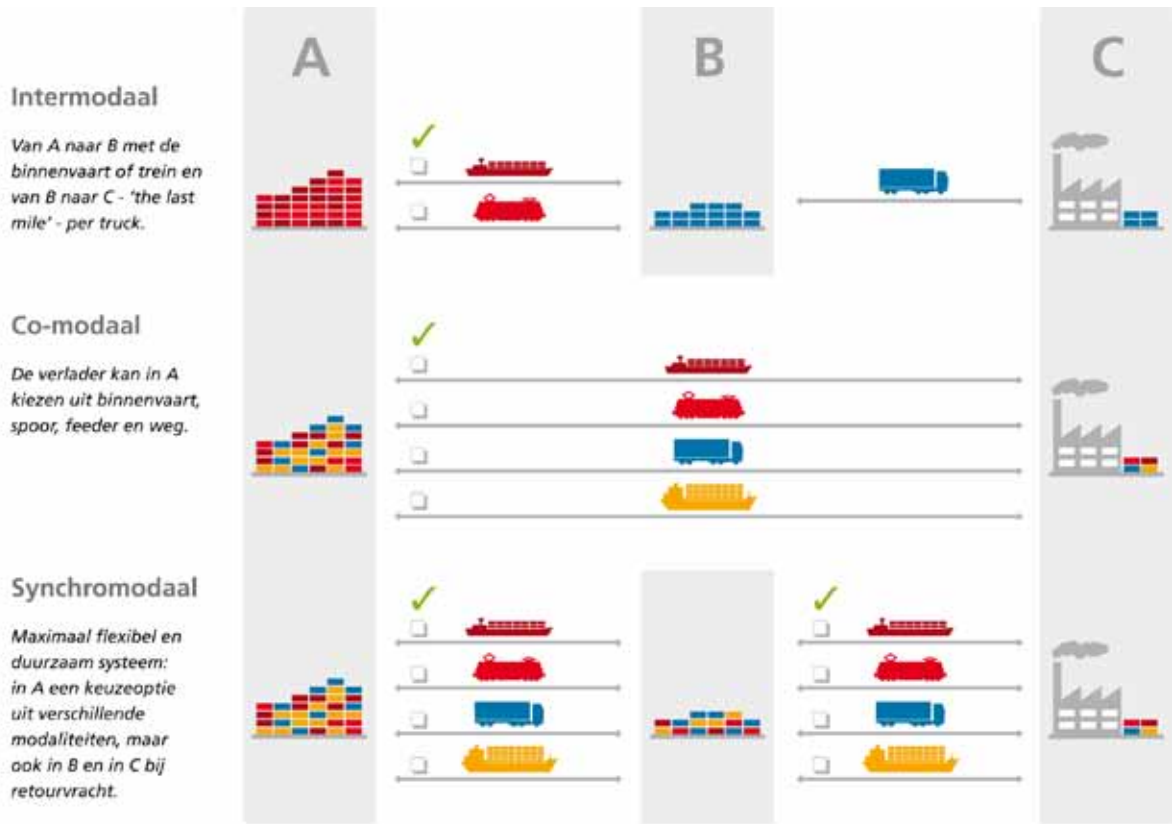 A
B
C
Intermodaal
Van A naar B met de
binnenvaart of trein en
van B naar C - ‘the last
mile’ - per truck.
Co-modaal
De verlader kan in A
kiezen uit binnenvaart,
spoor, feeder en weg.
Synchromodaal
Maximaal flexibel en
duurzaam systeem:
in A een keuzeoptie
uit verschillende
modaliteiten, maar
ook in B en in C bij
retourvracht.